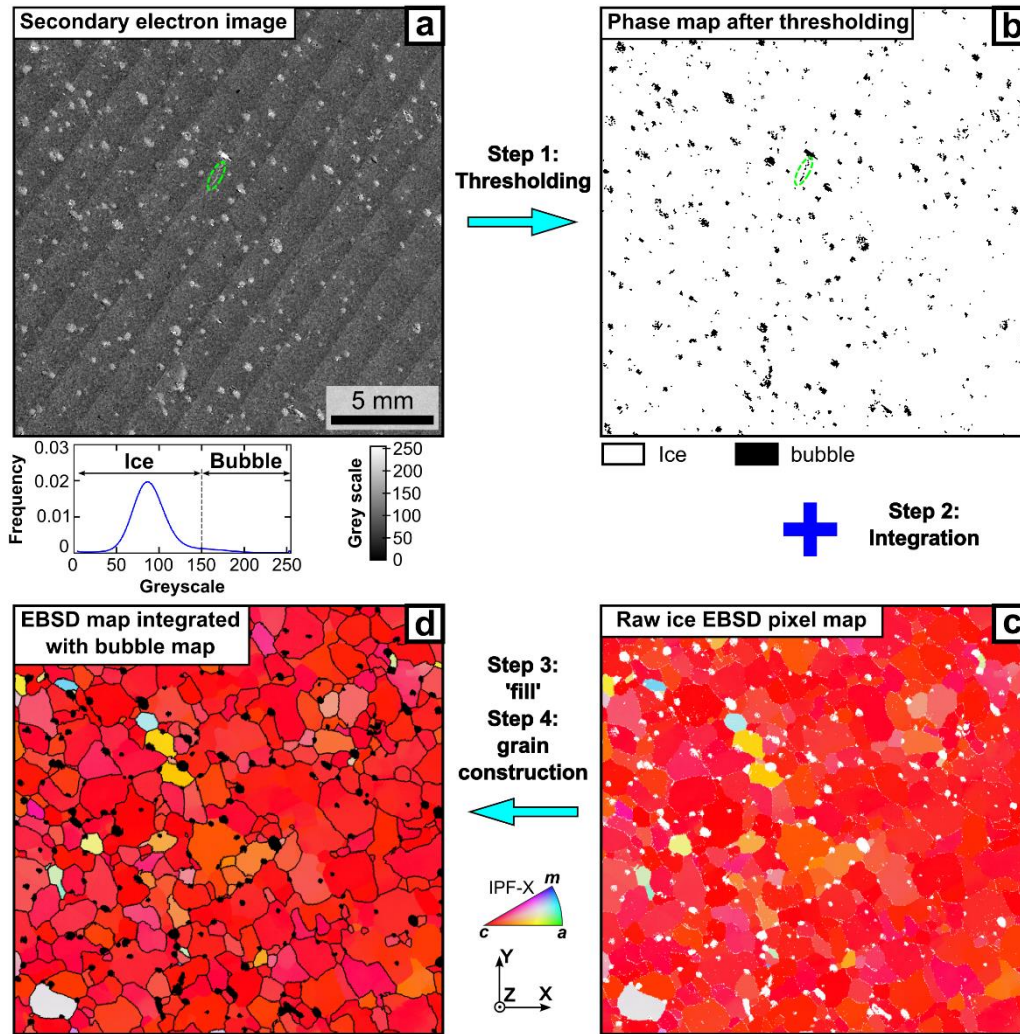 Secondary electron image
a
Phase map after thresholding
b
Step 1:
Thresholding
5 mm
Ice
bubble
0.03
0.02
0.01
0
Frequency
Ice
Bubble
0
50
100
150
200
250
Greyscale
Grey scale
250
200
150
100
50
0
Step 2:
Integration
EBSD map integrated
with bubble map
d
Step 3:
'fill'
Step 4:
grain
construction
Raw ice EBSD pixel map
c
IPF-X
m
c
a
Y
Z
X